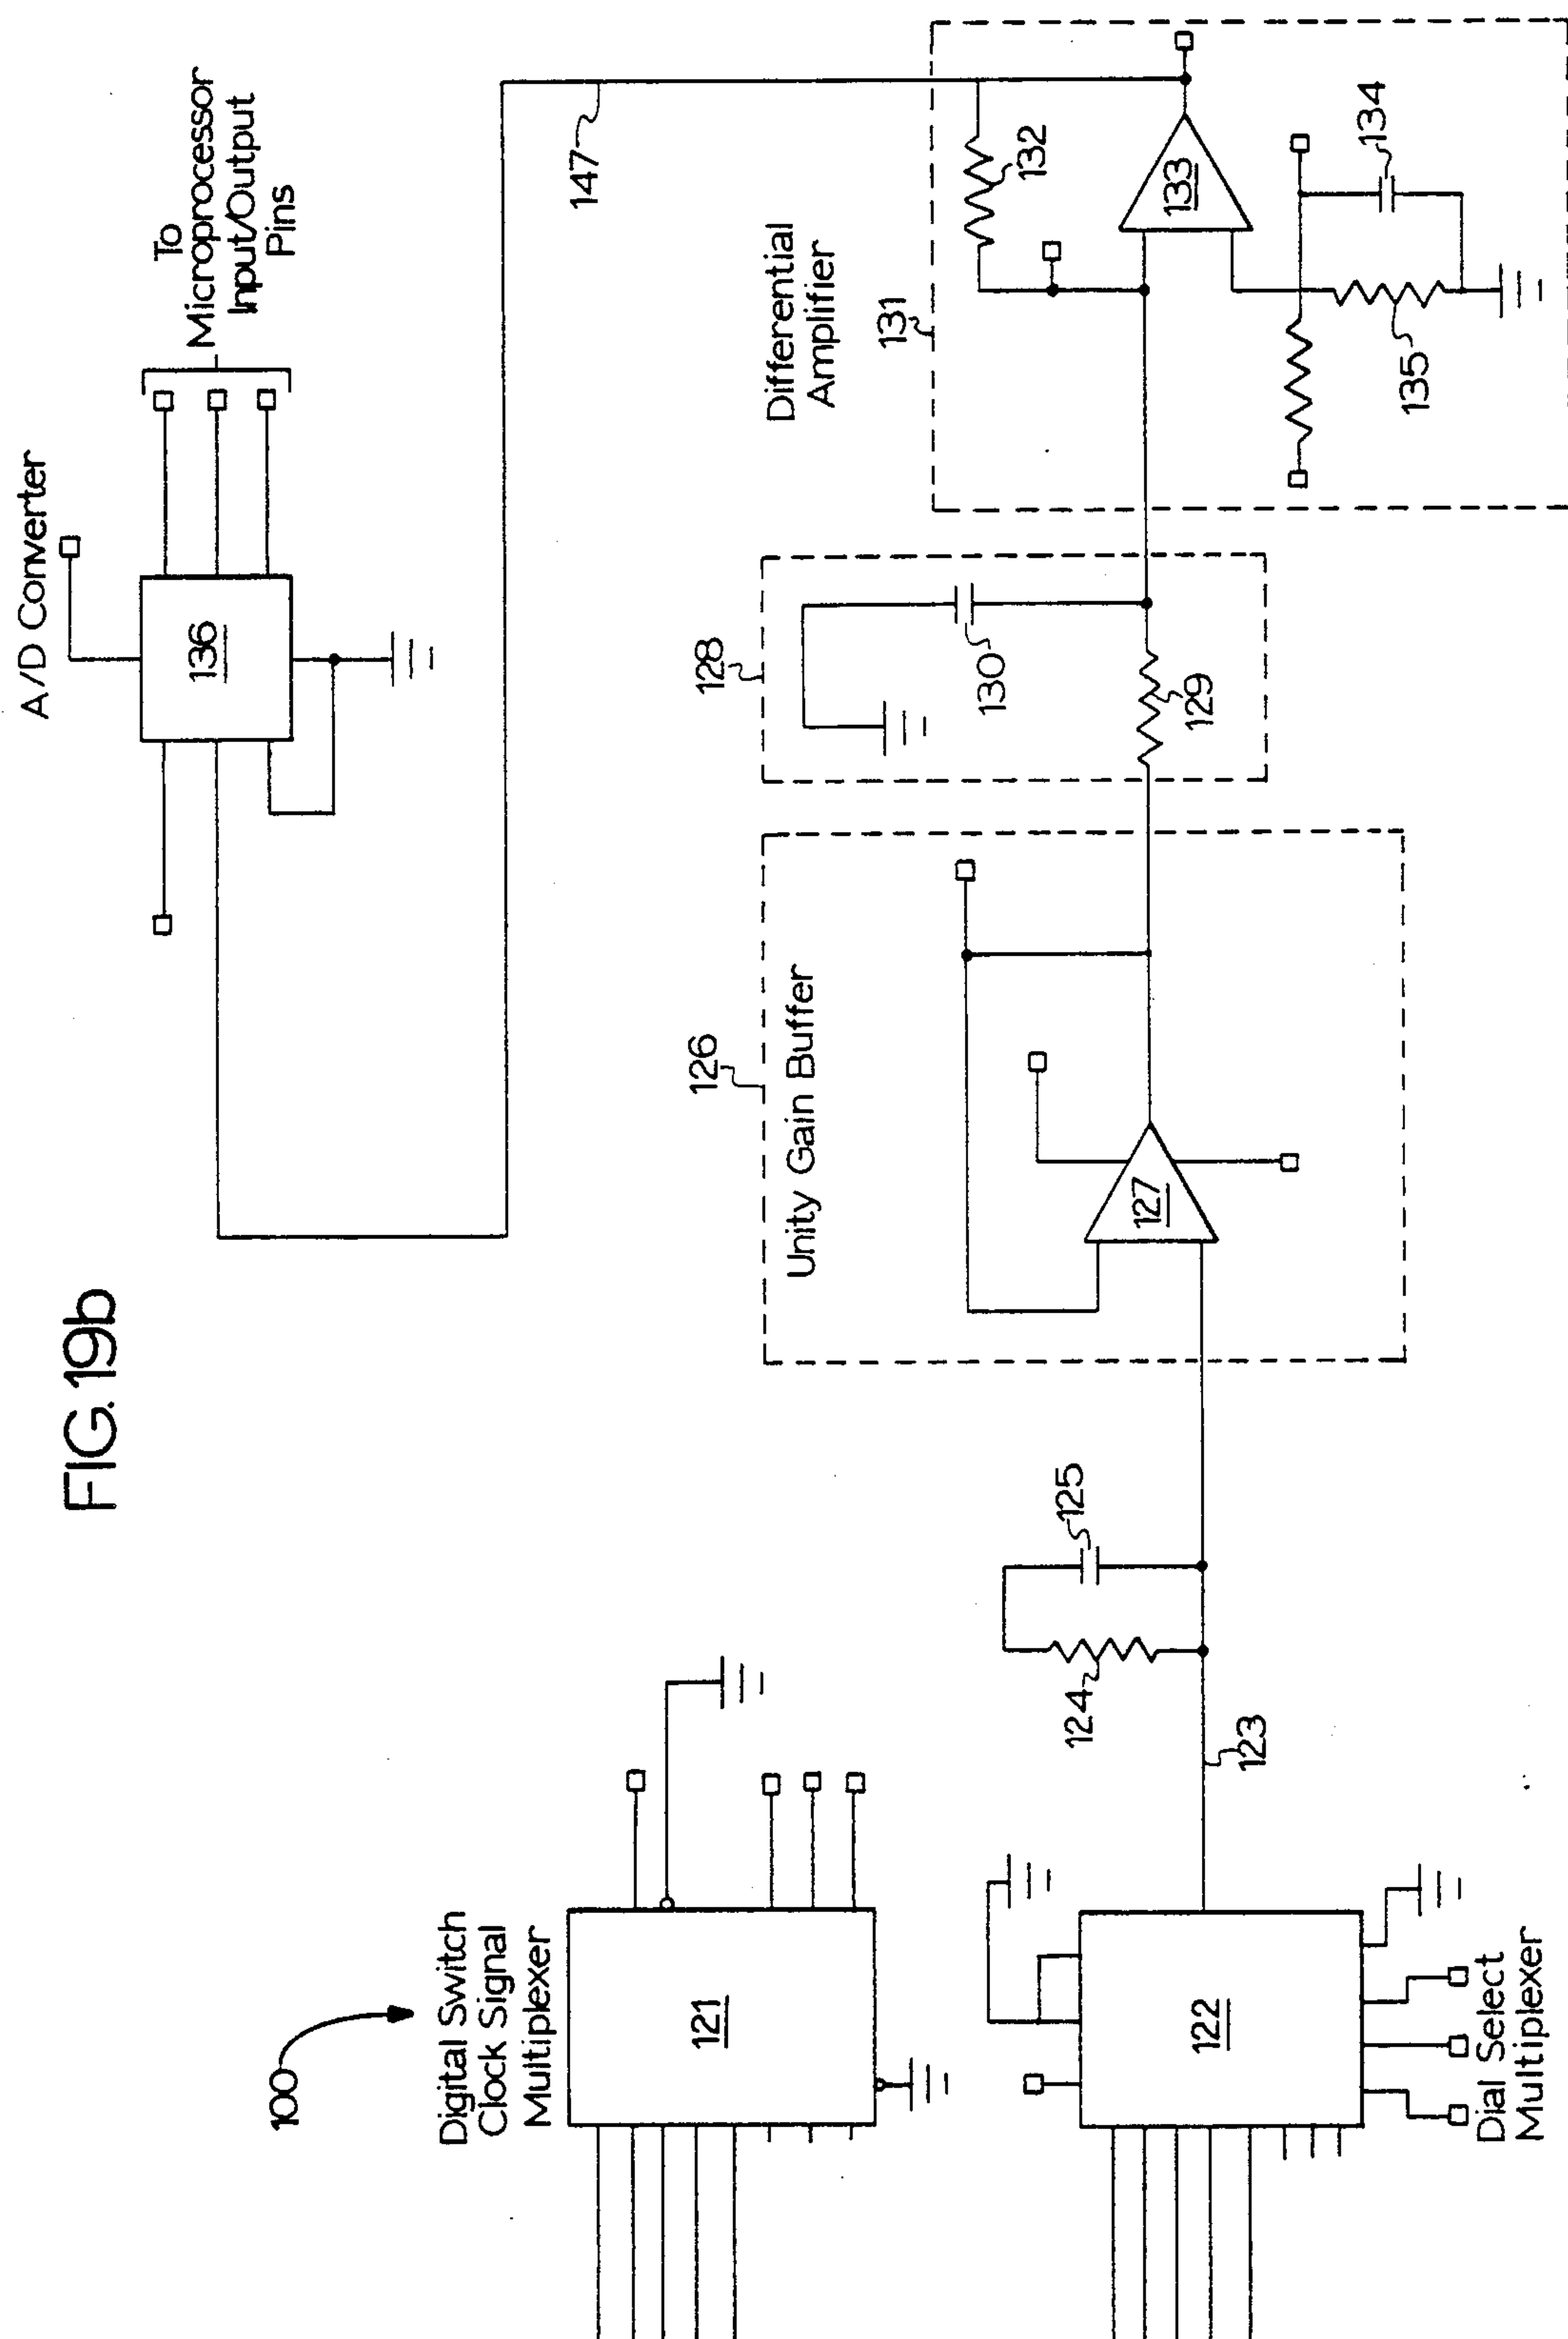 FIG. 19b
100
Digital Switch
Clock Signal
Multiplexer
121
122
Dial Select
Multiplexer
123
124
125
126
Unity Gain Buffer
127
128
130
129
Differential
Amplifier
131
132
133
134
135
147
A/D Converter
136
To
Microprocessor
Input/Output
Pins